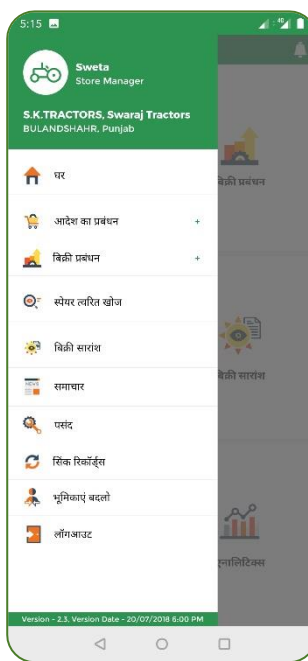 5:15
4G
Sweta
Store Manager
S.K.TRACTORS, Swaraj Tractors
BULANDSHAHR, Punjab
घर
आदेश का प्रबंधन +
बिक्री प्रबंधन +
स्पेयर त्वरित खोज
बिक्री सारांश
NEWS
समाचार
पसंद
सिंक रिकॉर्ड्स
भूमिकाएं बदलो
लॉगआउट
Version - 2.3, Version Date - 20/07/2018 6:00 PM
बिक्री प्रबंधन
बिक्री सारांश
एनालिटिक्स